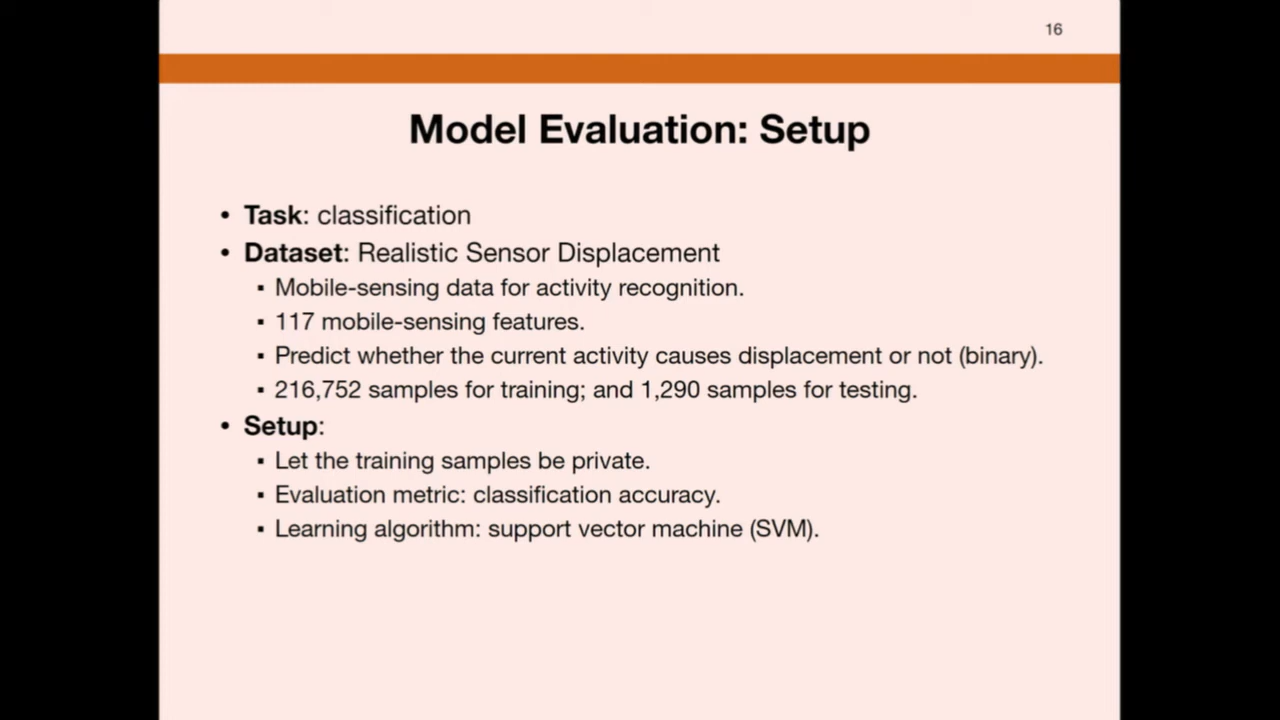 16
Model Evaluation: Setup
• Task: classification
• Dataset: Realistic Sensor Displacement
▪ Mobile-sensing data for activity recognition.
▪ 117 mobile-sensing features.
▪ Predict whether the current activity causes displacement or not (binary).
▪ 216,752 samples for training; and 1,290 samples for testing.
• Setup:
▪ Let the training samples be private.
▪ Evaluation metric: classification accuracy.
▪ Learning algorithm: support vector machine (SVM).